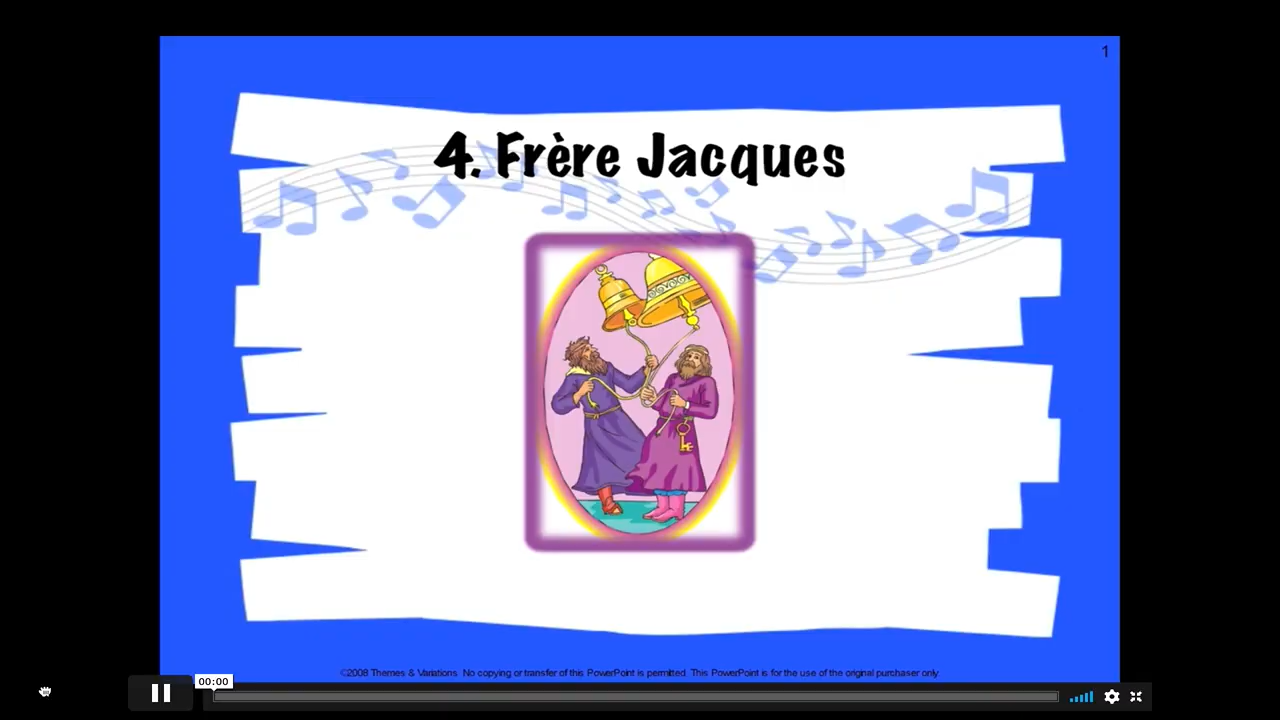 1
4. Frère Jacques
©2008 Themes & Variations. No copying or transfer of this PowerPoint is permitted. This PowerPoint is for the use of the original purchaser only.
00:00